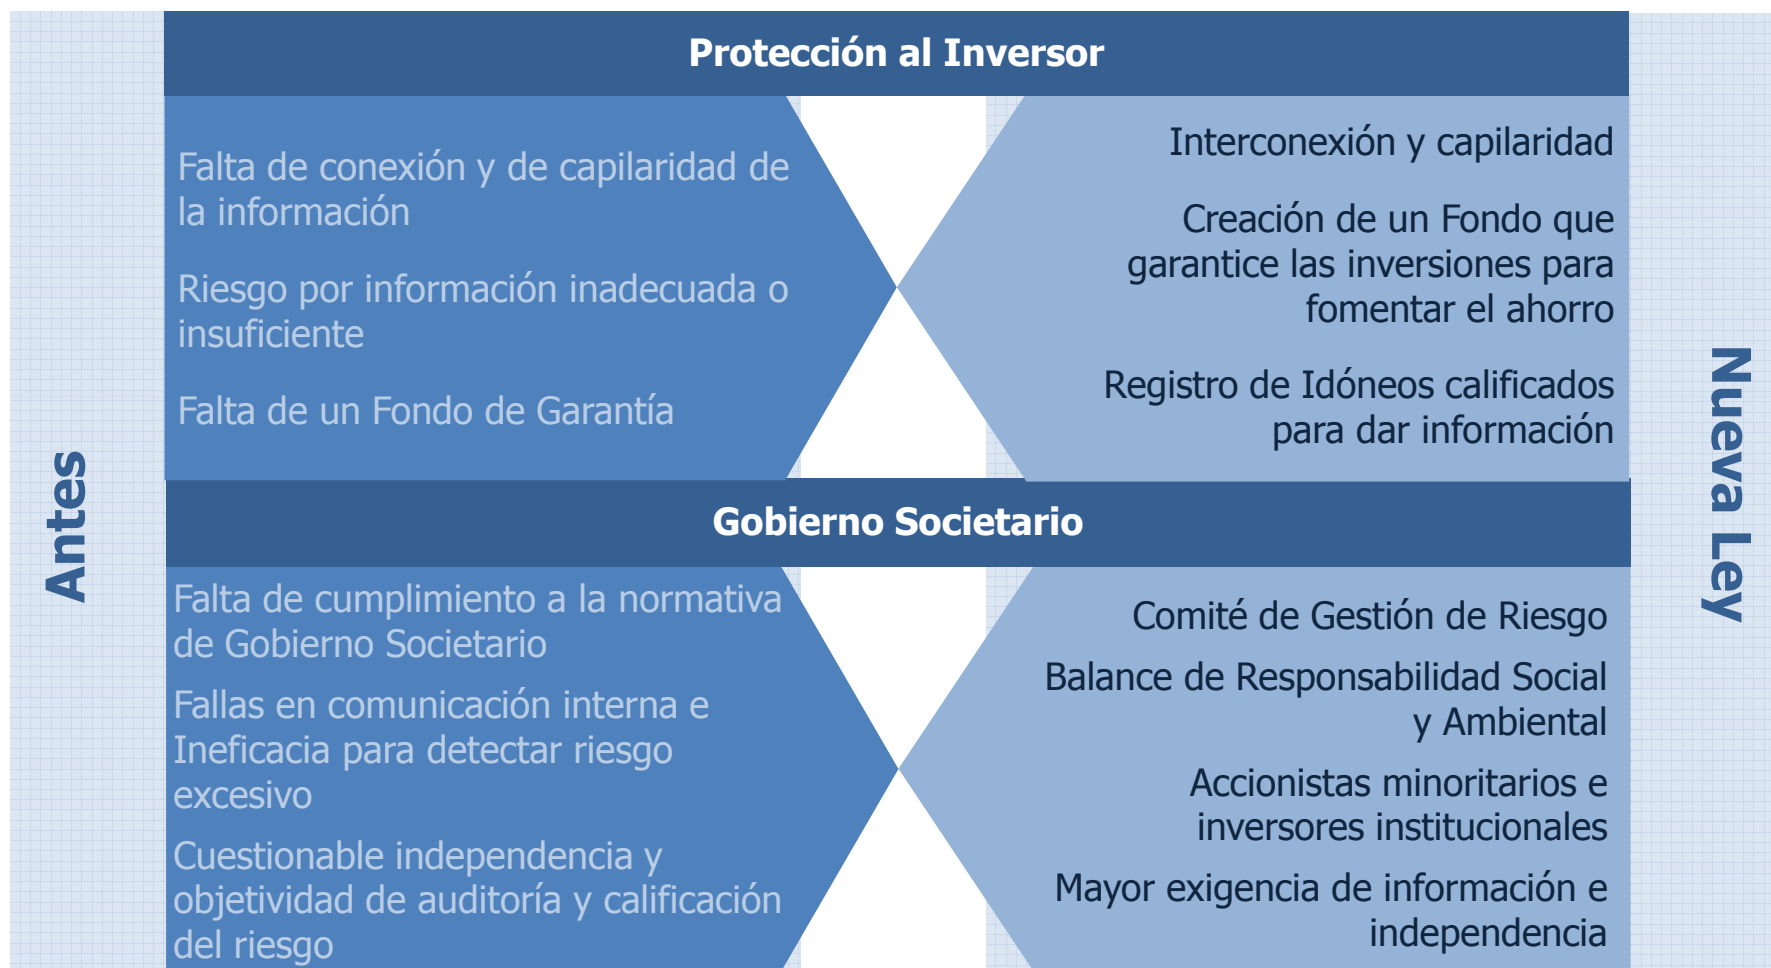 Protección al Inversor
Falta de conexión y de capilaridad de
la información
Riesgo por información inadecuada o
insuficiente
Falta de un Fondo de Garantía
Interconexión y capilaridad
Creación de un Fondo que
garantice las inversiones para
fomentar el ahorro
Registro de Idóneos calificados
para dar información
Antes
Nueva Ley
Gobierno Societario
Falta de cumplimiento a la normativa
de Gobierno Societario
Fallas en comunicación interna e
Ineficacia para detectar riesgo
excesivo
Cuestionable independencia y
objetividad de auditoría y calificación
del riesgo
Comité de Gestión de Riesgo
Balance de Responsabilidad Social
y Ambiental
Accionistas minoritarios e
inversores institucionales
Mayor exigencia de información e
independencia